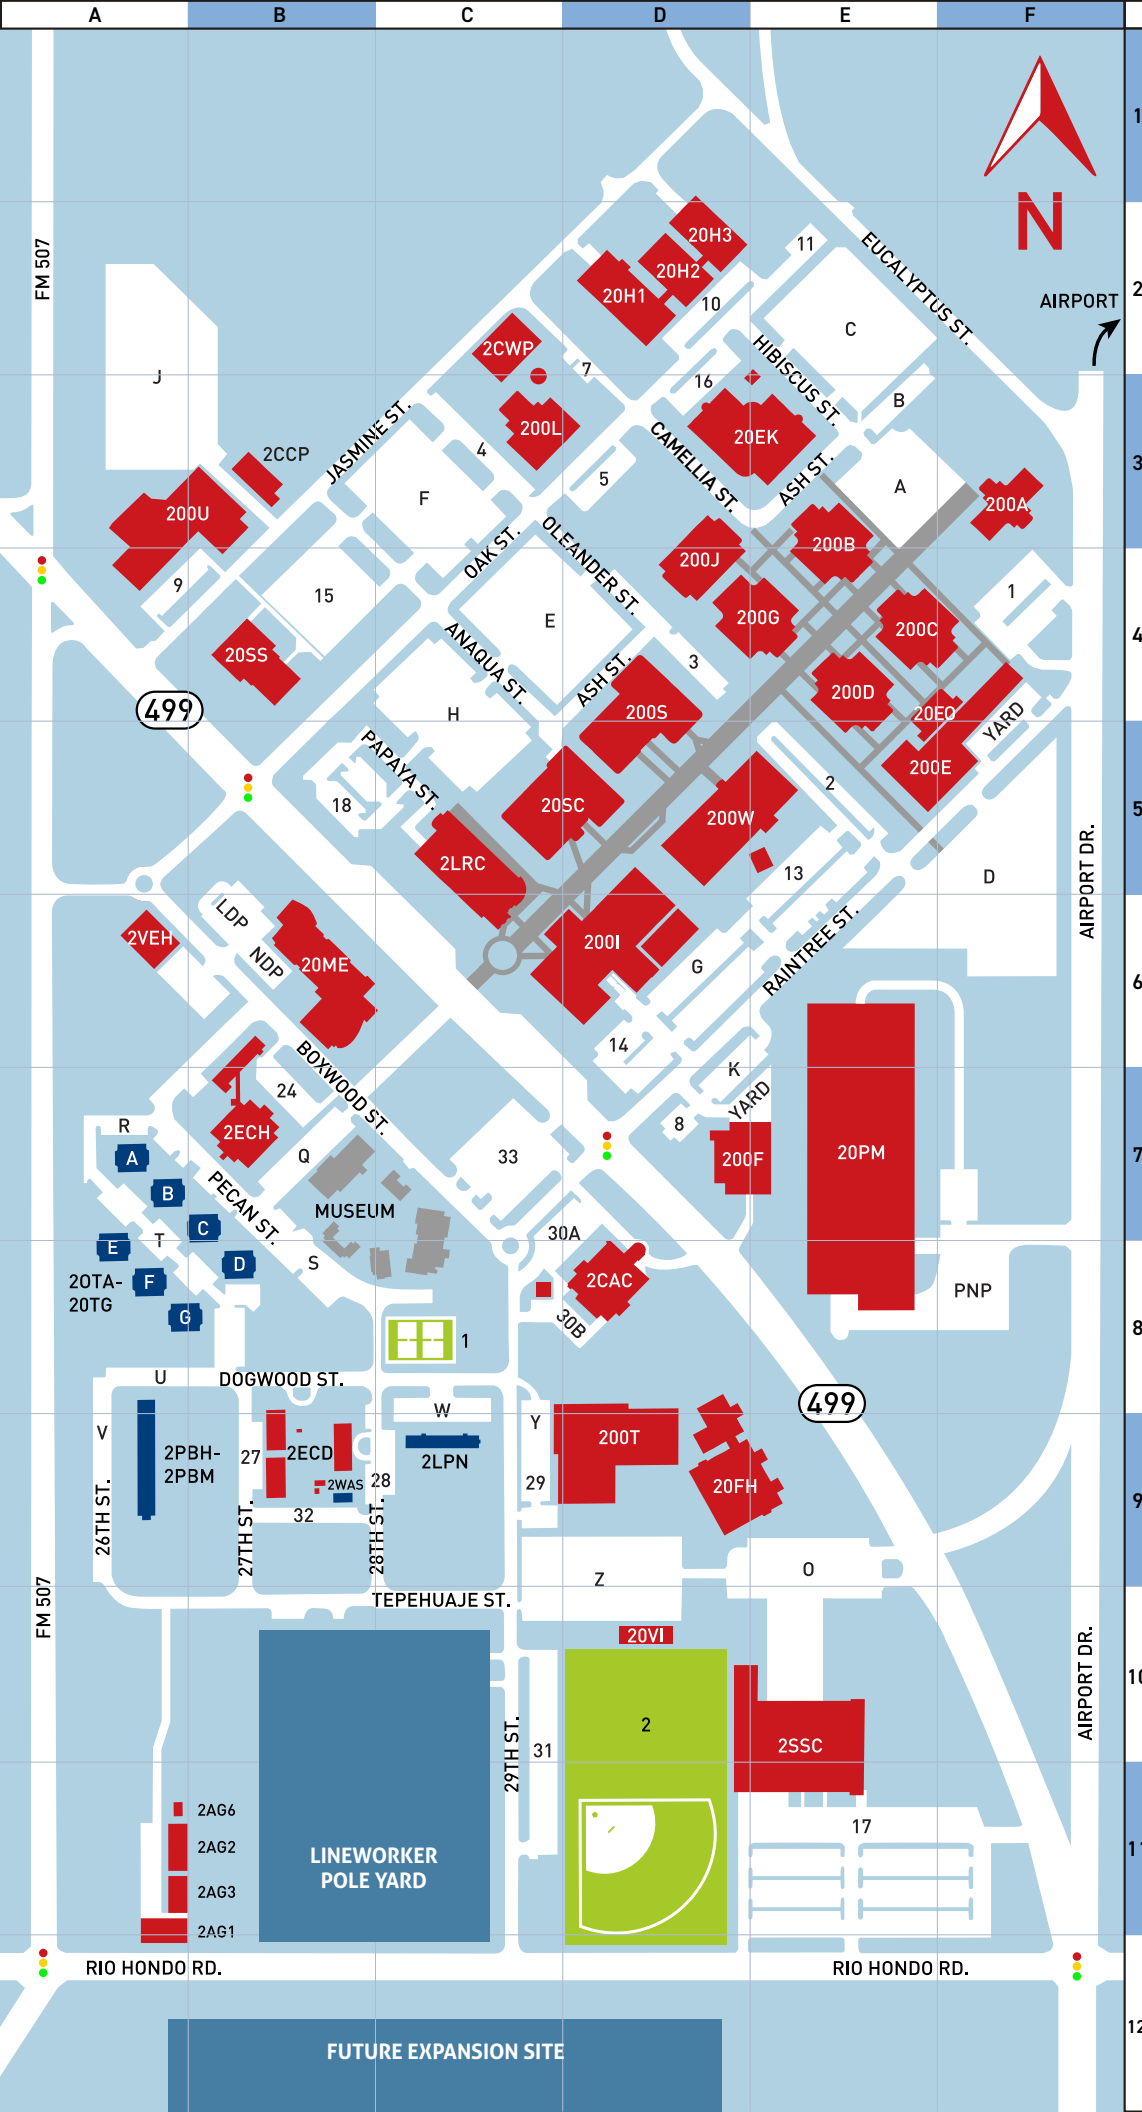 A B C D E F
1
N
FM 507
20H3
11
20H2
EUCALYPTUS ST.
20H1
2
10
AIRPORT
C
2CWP
HIBISCUS ST.
7
J
16
B
JASMINE ST.
200L
20EK
CAMELLIA ST.
4
2CCP
3
ASH ST.
5
A
F
200A
200U
OAK ST.
OLEANDER ST.
200B
200J
9
15
1
E
200G
200C
4
ANAQUA ST.
20SS
3
ASH ST.
200D
499
H
200S
20EO
YARD
PAPAYA ST.
200E
2
18
20SC
5
200W
2LRC
13
D
AIRPORT DR.
LDP
2VEH
200I
RAINTREE ST.
NDP
20ME
G
6
14
K
BOXWOOD ST.
24
YARD
R
8
2ECH
A
Q
33
200F
20PM
7
B
PECAN ST.
MUSEUM
C
T
30A
E
D
S
20TA-
20TG
F
2CAC
PNP
G
30B
8
1
U
DOGWOOD ST.
499
W
V
Y
200T
2PBH-
2PBM
27
2ECD
2LPN
28
29
2WAS
20FH
9
32
26TH ST.
27TH ST.
28TH ST.
Z
O
FM 507
TEPEHUAJE ST.
20VI
AIRPORT DR.
10
2
2SSC
31
29TH ST.
2AG6
17
2AG2
LINEWORKER
POLE YARD
2AG3
2AG1
RIO HONDO RD.
RIO HONDO RD.
FUTURE EXPANSION SITE